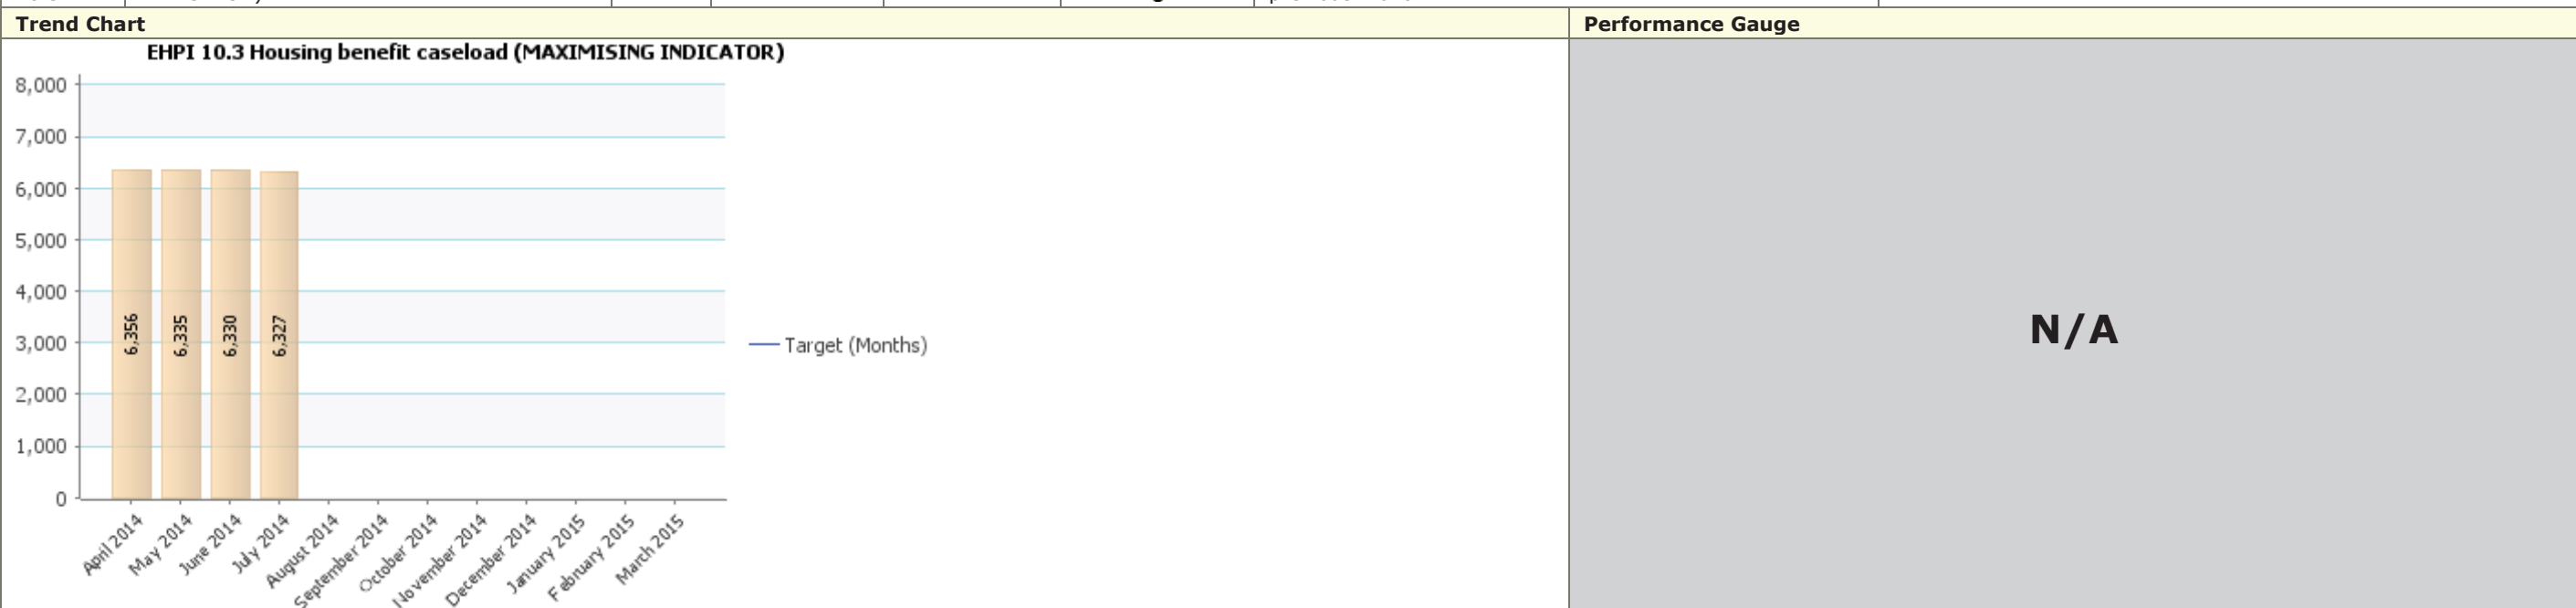 Trend Chart
Performance Gauge
EHPI 10.3 Housing benefit caseload (MAXIMISING INDICATOR)
8,000
7,000
6,000
5,000
4,000
3,000
2,000
1,000
0
6,356
6,335
6,330
6,327
April 2014
May 2014
June 2014
July 2014
August 2014
September 2014
October 2014
November 2014
December 2014
January 2015
February 2015
March 2015
Target (Months)
N/A